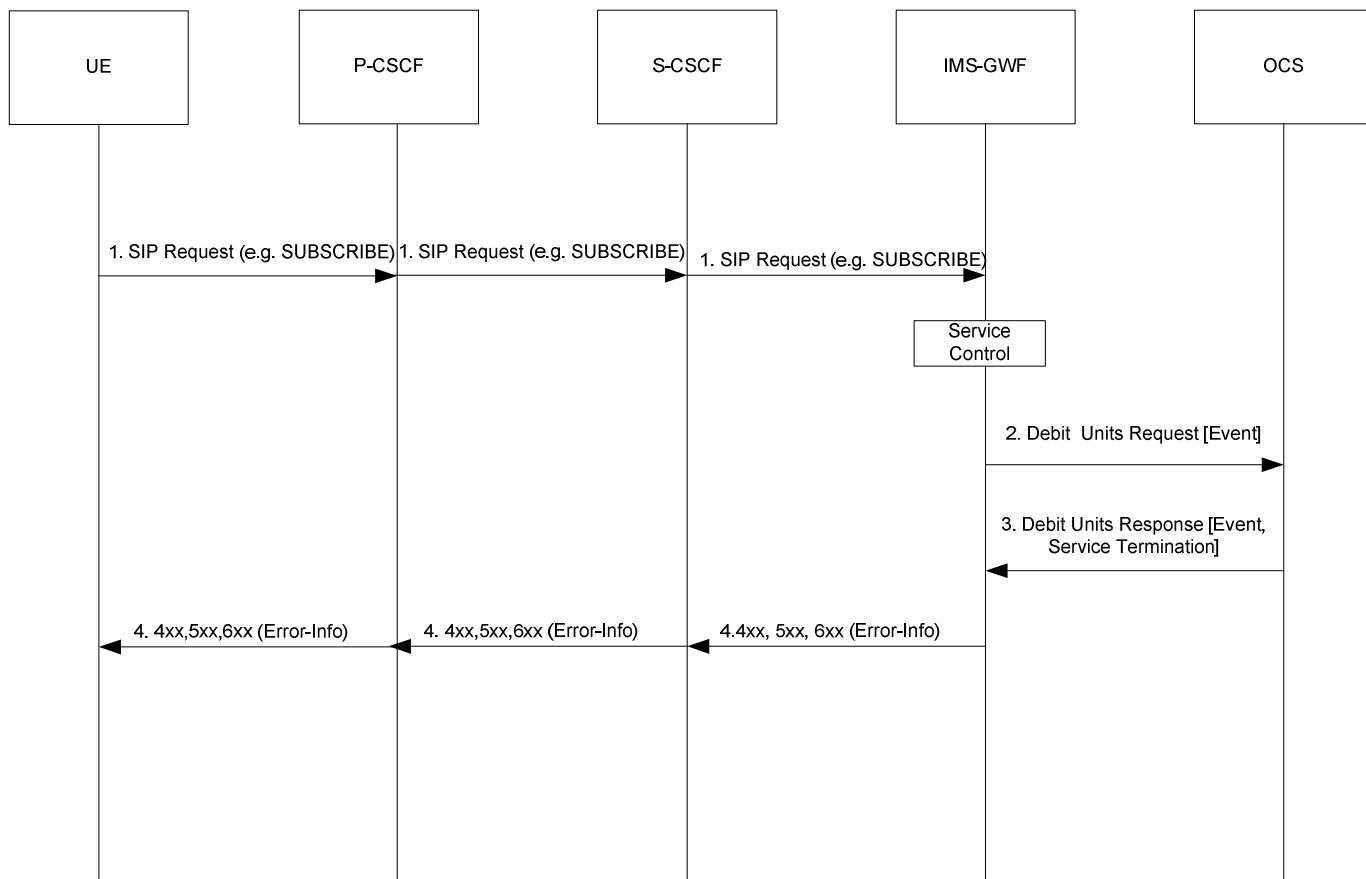 UE
P-CSCF
S-CSCF
IMS-GWF
OCS
1. SIP Request (e.g. SUBSCRIBE)
1. SIP Request (e.g. SUBSCRIBE)
1. SIP Request (e.g. SUBSCRIBE)
Service
Control
2. Debit Units Request [Event]
3. Debit Units Response [Event,
Service Termination]
4. 4xx,5xx,6xx (Error-Info)
4. 4xx,5xx,6xx (Error-Info)
4.4xx, 5xx, 6xx (Error-Info)